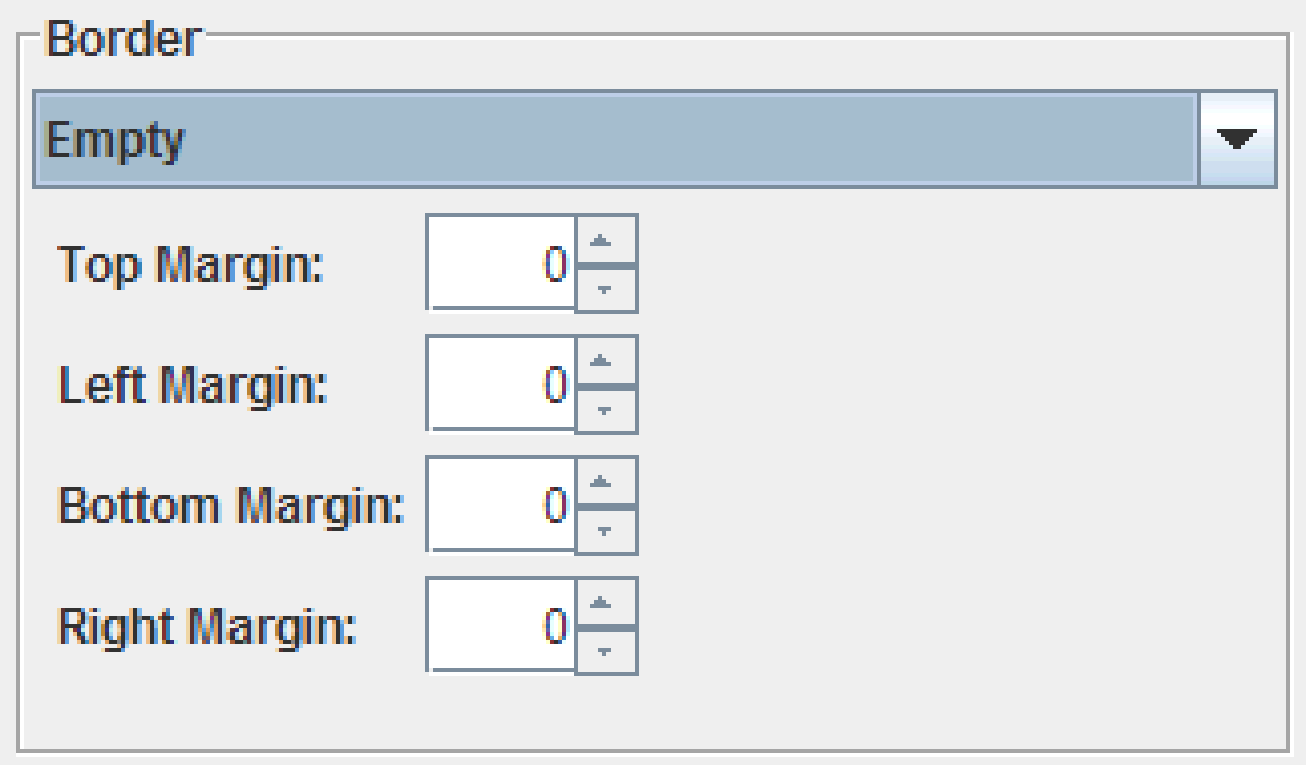 Border
Empty
Top Margin: 0
Left Margin: 0
Bottom Margin: 0
Right Margin: 0